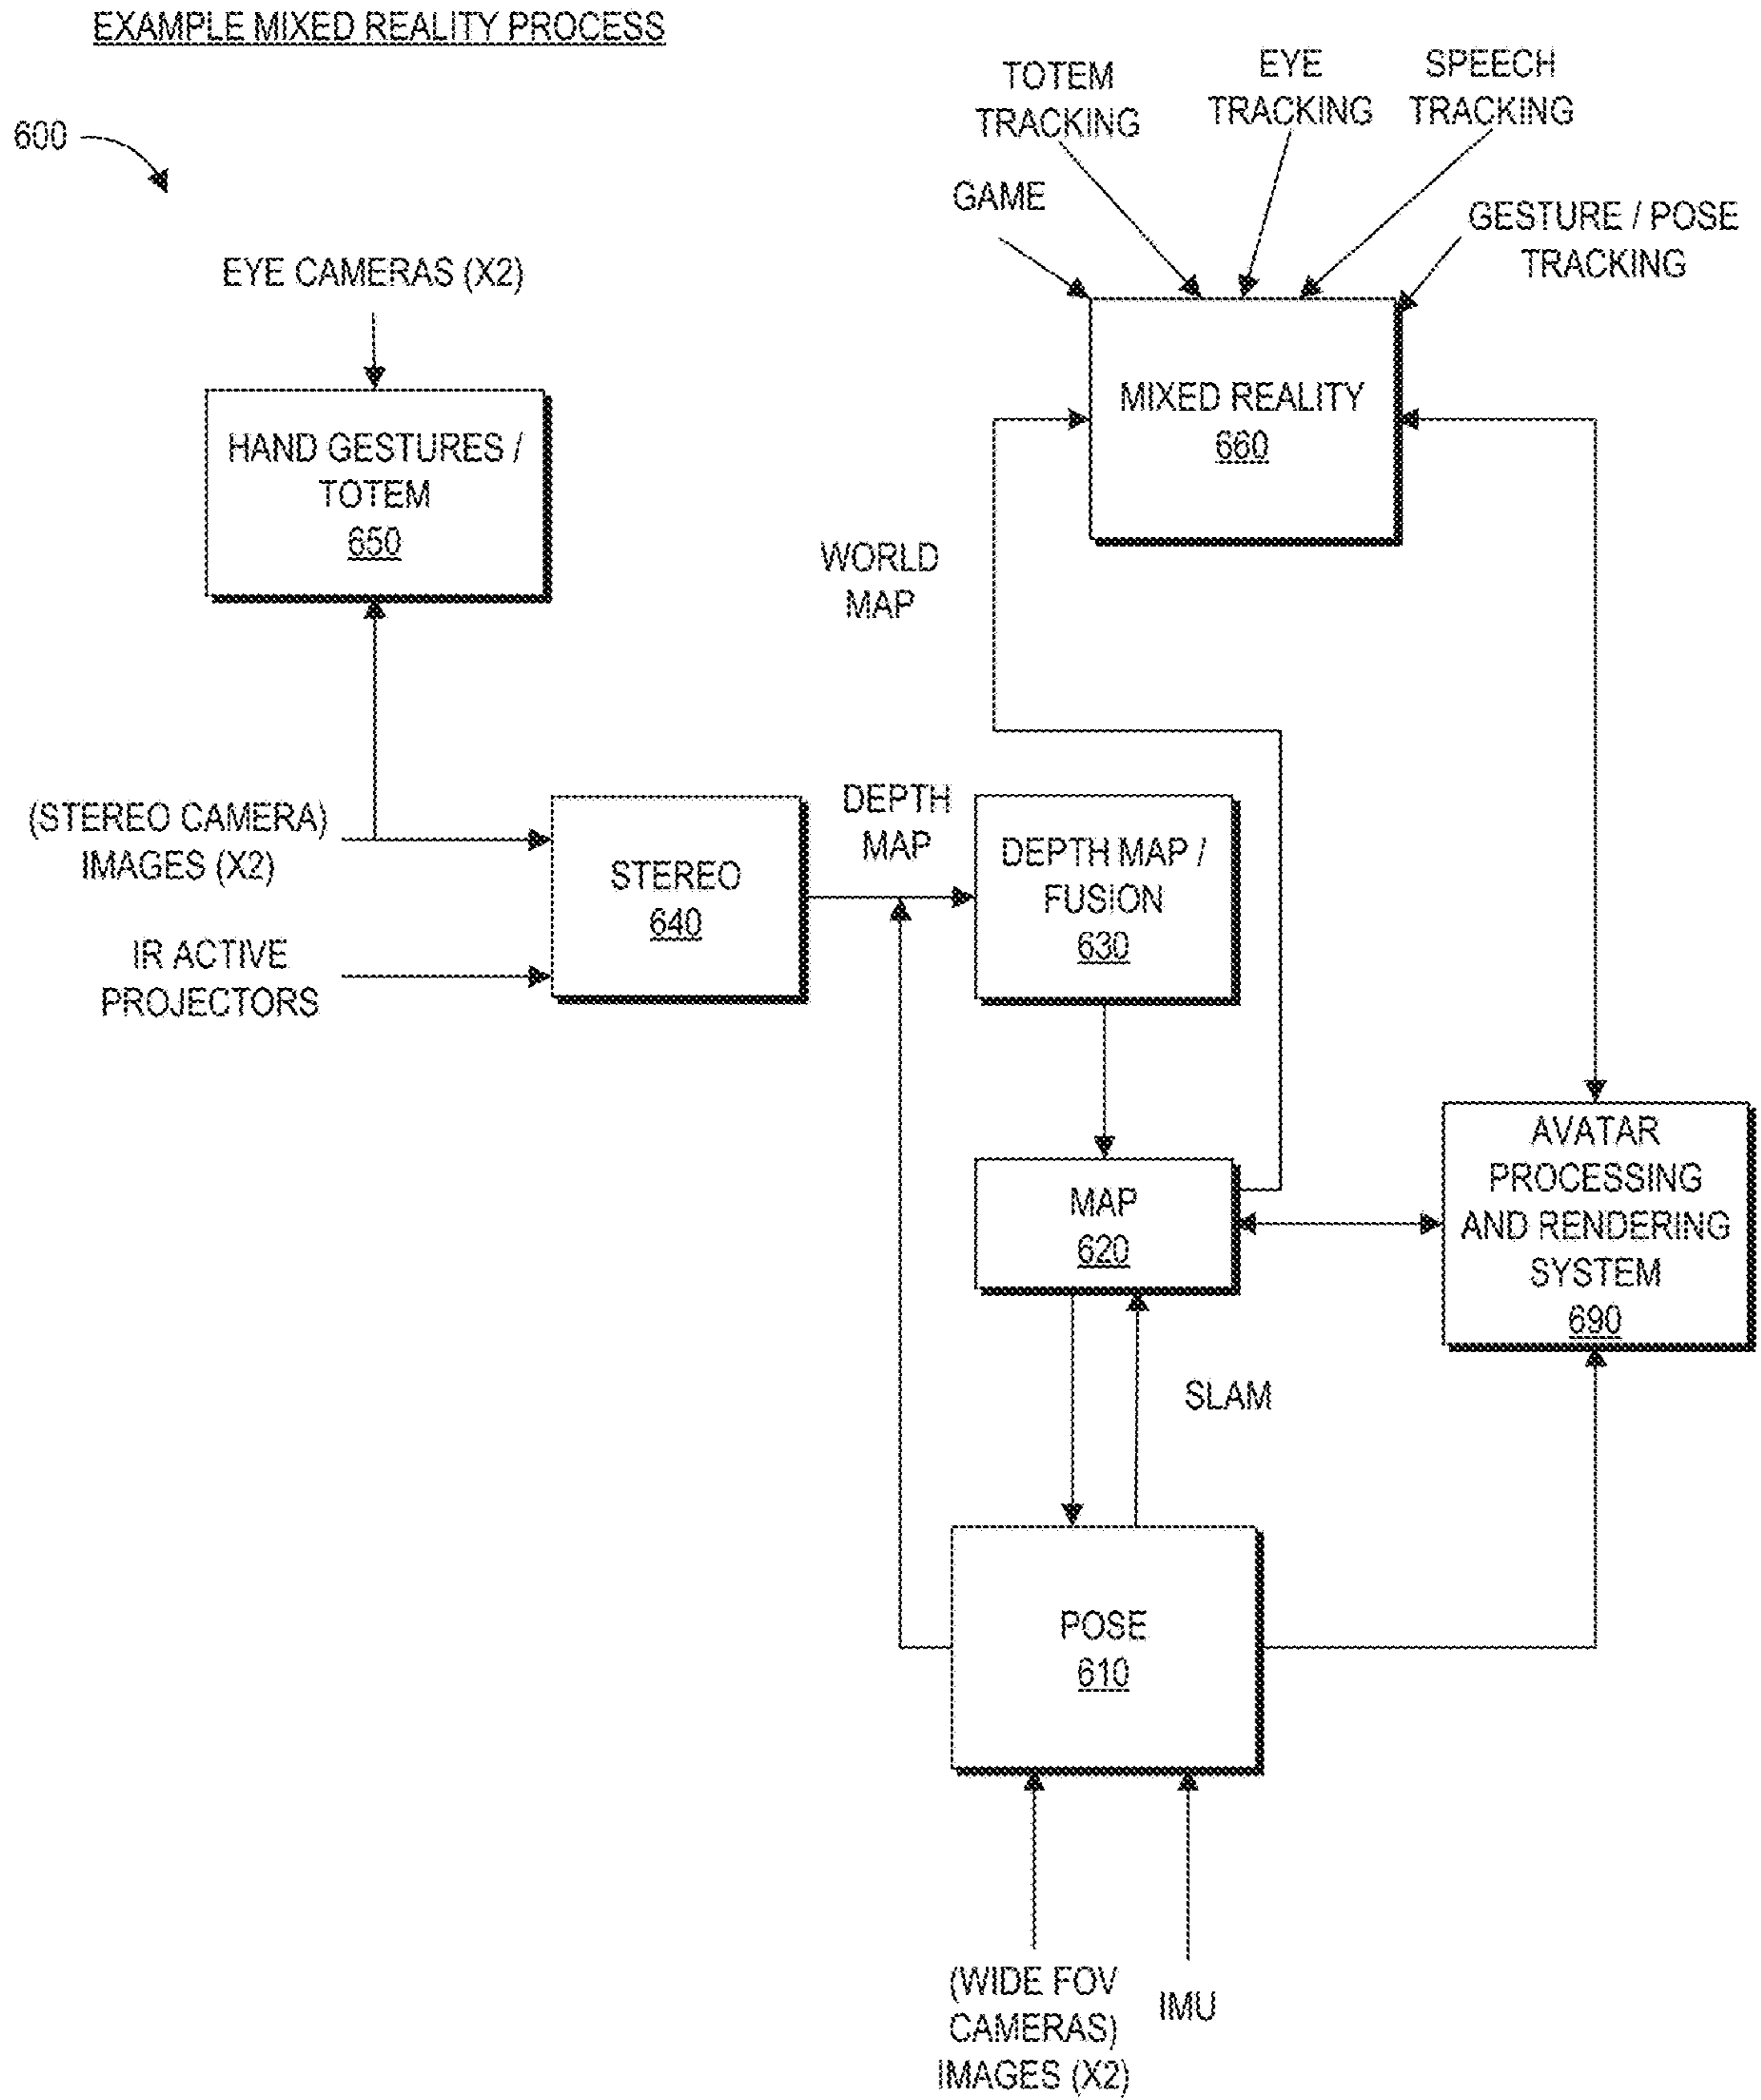 EXAMPLE MIXED REALITY PROCESS
600
TOTEM
TRACKING
EYE
TRACKING
SPEECH
TRACKING
GAME
GESTURE / POSE
TRACKING
EYE CAMERAS (X2)
HAND GESTURES /
TOTEM
650
MIXED REALITY
660
WORLD
MAP
(STEREO CAMERA)
IMAGES (X2)
IR ACTIVE
PROJECTORS
STEREO
640
DEPTH
MAP
DEPTH MAP /
FUSION
630
MAP
620
AVATAR
PROCESSING
AND RENDERING
SYSTEM
690
SLAM
POSE
610
(WIDE FOV
CAMERAS)
IMAGES (X2)
IMU